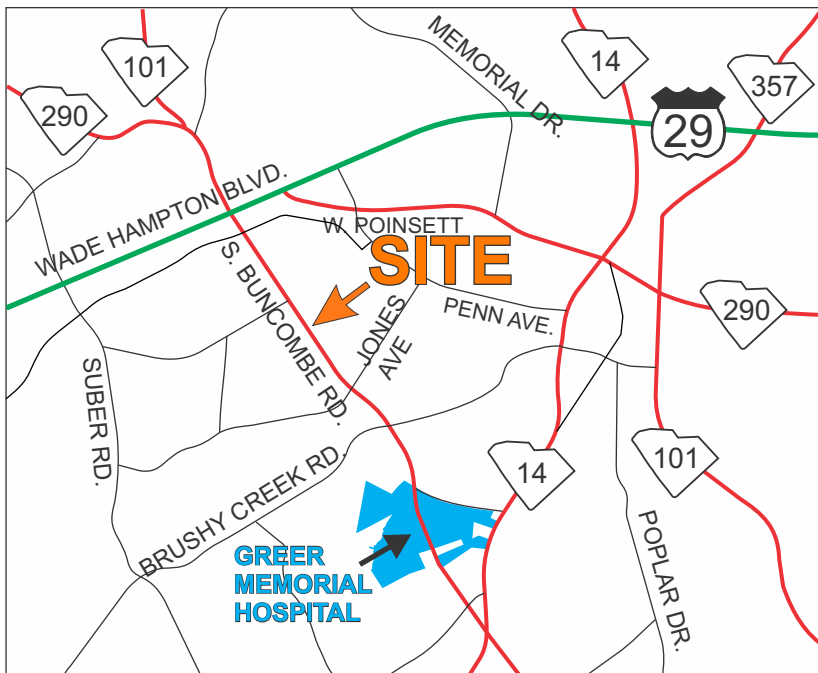 101
14
357
290
MEMORIAL DR.
29
WADE HAMPTON BLVD.
W. POINSETT
SITE
S. BUNCOMBE RD.
JONES
AVE
PENN AVE.
290
SUBER RD.
BRUSHY CREEK RD.
14
101
GREER
MEMORIAL
HOSPITAL
POPLAR DR.